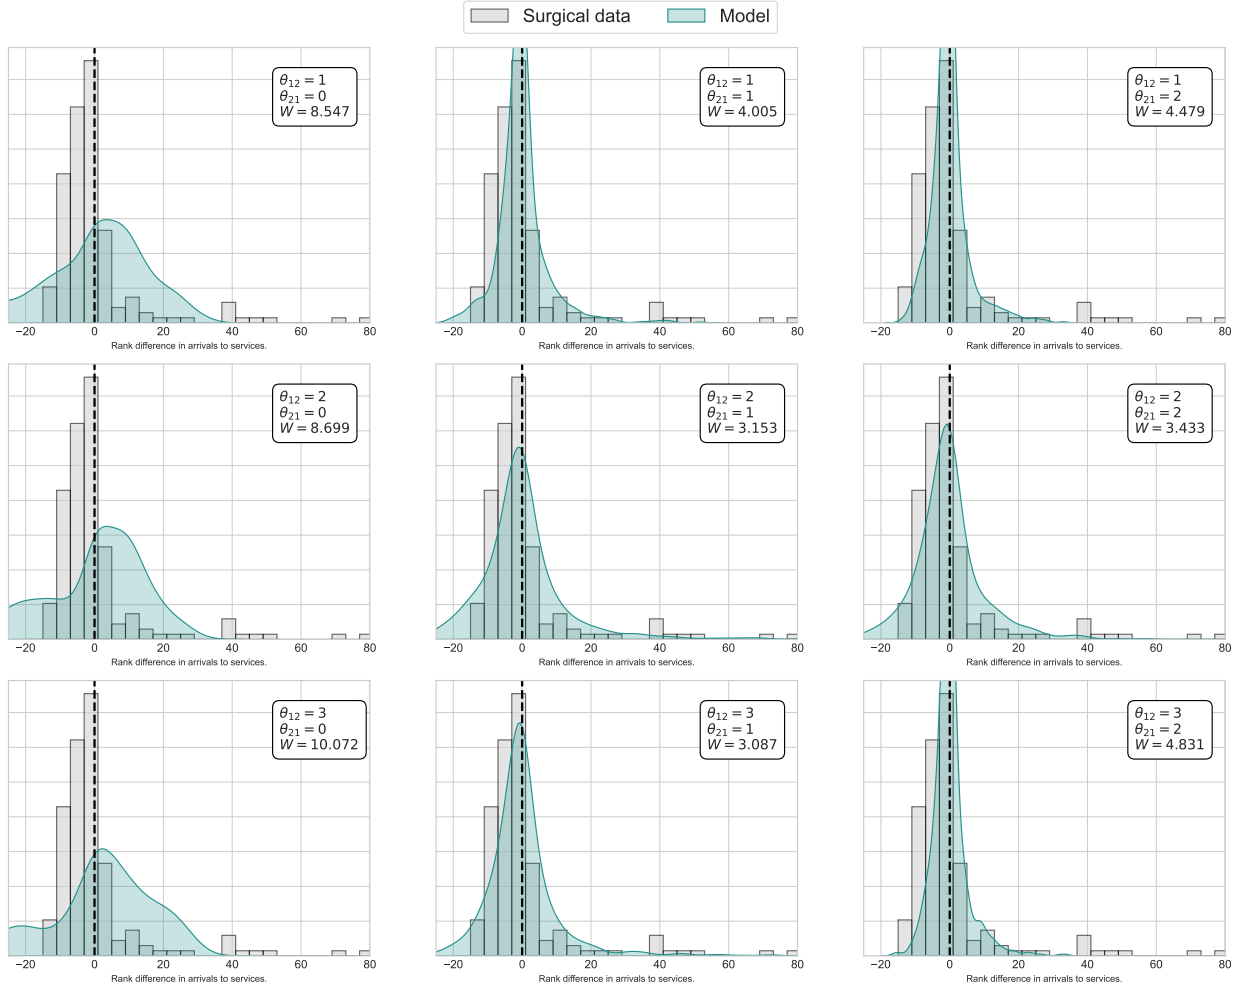 Surgical data Model
θ12 = 1
θ21 = 0
W = 8.547
−20 0 20 40 60 80
Rank difference in arrivals to services.
θ12 = 1
θ21 = 1
W = 4.005
−20 0 20 40 60 80
Rank difference in arrivals to services.
θ12 = 1
θ21 = 2
W = 4.479
−20 0 20 40 60 80
Rank difference in arrivals to services.
θ12 = 2
θ21 = 0
W = 8.699
−20 0 20 40 60 80
Rank difference in arrivals to services.
θ12 = 2
θ21 = 1
W = 3.153
−20 0 20 40 60 80
Rank difference in arrivals to services.
θ12 = 2
θ21 = 2
W = 3.433
−20 0 20 40 60 80
Rank difference in arrivals to services.
θ12 = 3
θ21 = 0
W = 10.072
−20 0 20 40 60 80
Rank difference in arrivals to services.
θ12 = 3
θ21 = 1
W = 3.087
−20 0 20 40 60 80
Rank difference in arrivals to services.
θ12 = 3
θ21 = 2
W = 4.831
−20 0 20 40 60 80
Rank difference in arrivals to services.